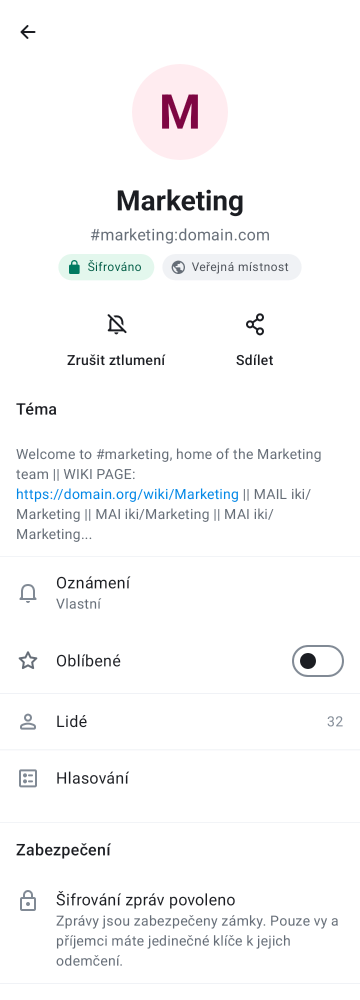 M
Marketing
#marketing:domain.com
Šifrováno
Veřejná místnost
Zrušit ztlumení
Sdílet
Téma
Welcome to #marketing, home of the Marketing
team || WIKI PAGE:
https://domain.org/wiki/Marketing || MAIL iki/
Marketing || MAI iki/Marketing || MAI iki/
Marketing...
Oznámení
Vlastní
Oblíbené
Lidé
32
Hlasování
Zabezpečení
Šifrování zpráv povoleno
Zprávy jsou zabezpečeny zámky. Pouze vy a
příjemci máte jedinečné klíče k jejich
odemčení.